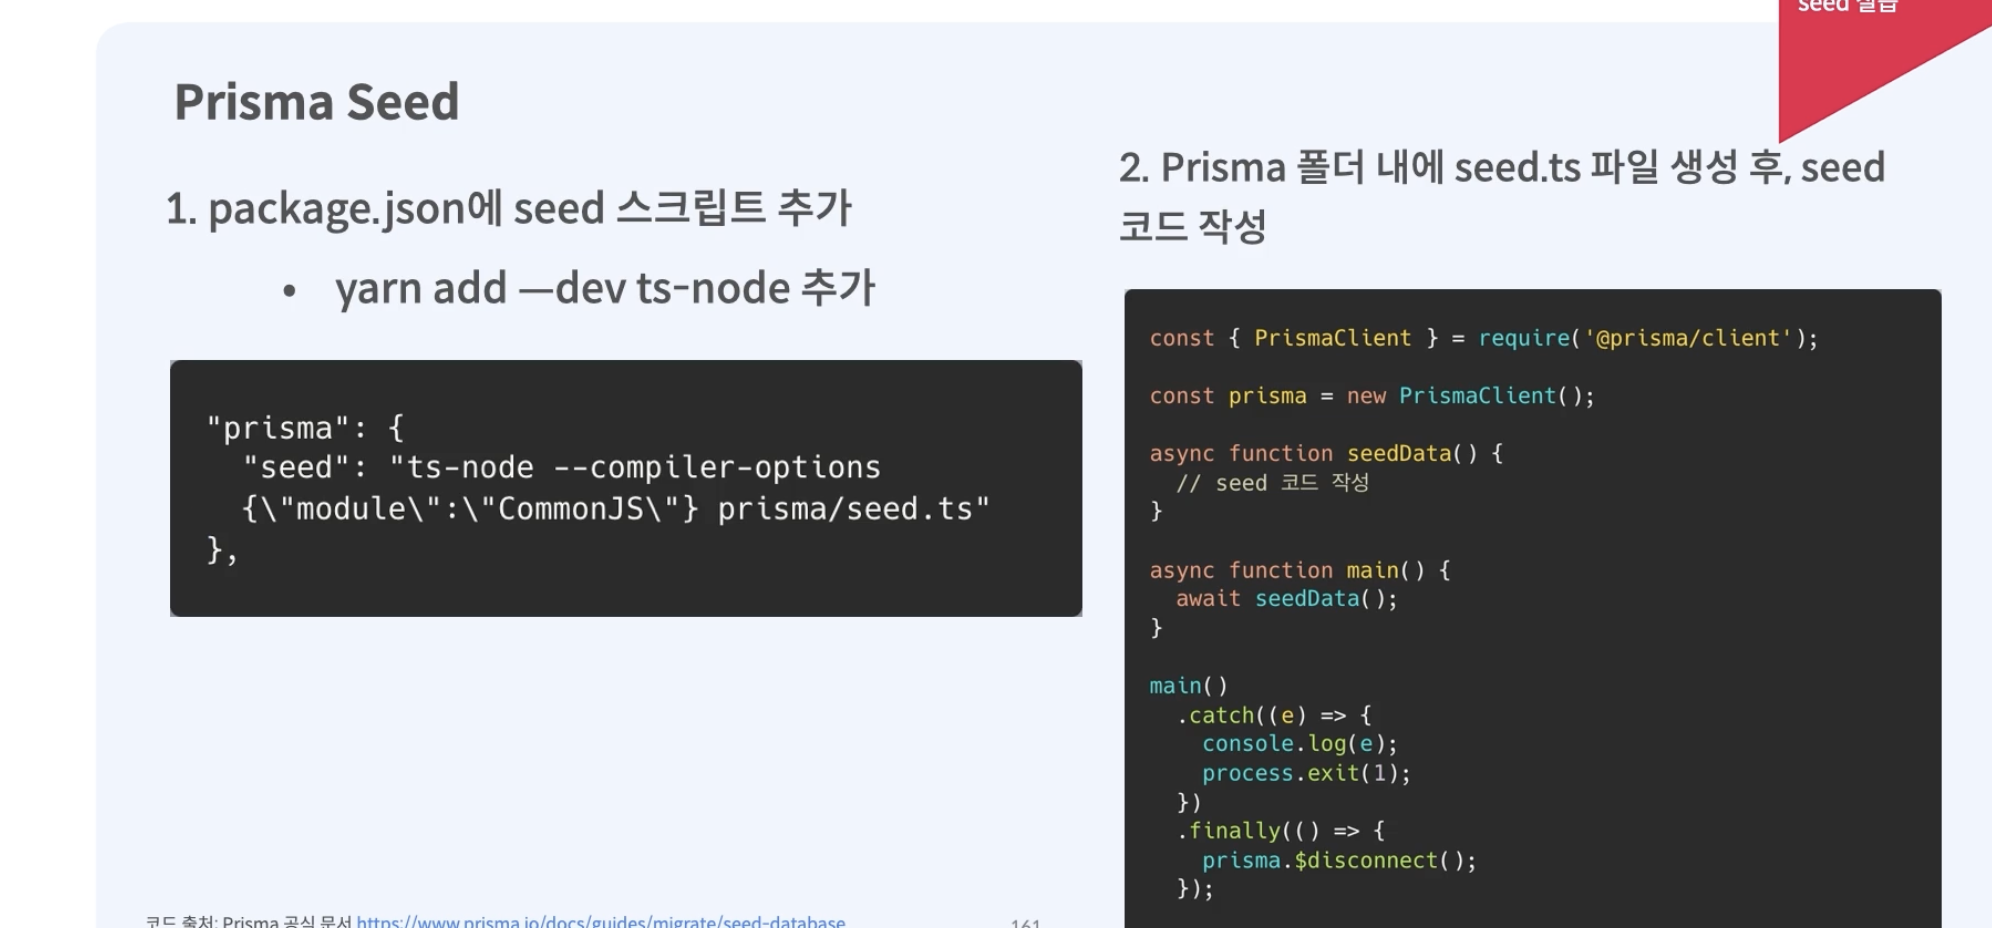 seed 실습
Prisma Seed
1. package.json에 seed 스크립트 추가
• yarn add —dev ts-node 추가
"prisma": {
"seed": "ts-node --compiler-options
{\"module\":\"CommonJS\"} prisma/seed.ts"
},
2. Prisma 폴더 내에 seed.ts 파일 생성 후, seed
코드 작성
const { PrismaClient } = require('@prisma/client');
const prisma = new PrismaClient();
async function seedData() {
// seed 코드 작성
}
async function main() {
await seedData();
}
main()
.catch((e) => {
console.log(e);
process.exit(1);
})
.finally(() => {
prisma.$disconnect();
});
코드 출처: Prisma 공식 문서 https://www.prisma.io/docs/guides/migrate/seed-database
161